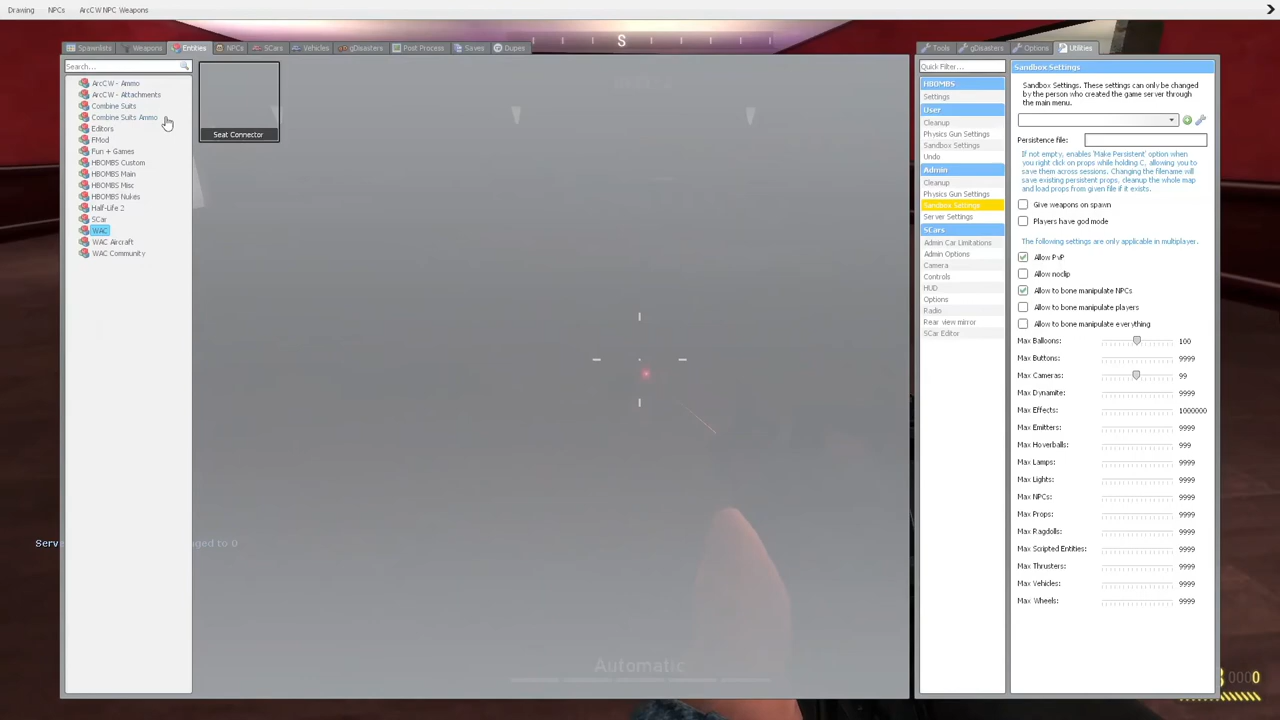 Drawing NPCs ArcCW NPC Weapons
S
Spawnlists Weapons Entities NPCs SCars Vehicles gDisasters Post Process Saves Dupes
Tools gDisasters Options Utilities
Search...
ArcCW - Ammo
ArcCW - Attachments
Combine Suits
Combine Suits Ammo
Editors
FMod
Fun + Games
HBOMBS Custom
HBOMBS Main
HBOMBS Misc
HBOMBS Nukes
Half-Life 2
SCar
WAC
WAC Aircraft
WAC Community
Seat Connector
Quick Filter...
HBOMBS
Settings
User
Cleanup
Physics Gun Settings
Sandbox Settings
Undo
Admin
Cleanup
Physics Gun Settings
Sandbox Settings
Server Settings
SCars
Admin Car Limitations
Admin Options
Camera
Controls
HUD
Options
Radio
Rear view mirror
SCar Editor
Sandbox Settings
Sandbox Settings. These settings can only be changed
by the person who created the game server through
the main menu.
Persistence file:
If not empty, enables 'Make Persistent' option when
you right click on props while holding C, allowing you to
save them across sessions. Changing the filename will
save existing persistent props, cleanup the whole map
and load props from given file if it exists.
Give weapons on spawn
Players have god mode
The following settings are only applicable in multiplayer.
Allow PvP
Allow noclip
Allow to bone manipulate NPCs
Allow to bone manipulate players
Allow to bone manipulate everything
Max Balloons: 100
Max Buttons: 9999
Max Cameras: 99
Max Dynamite: 9999
Max Effects: 1000000
Max Emitters: 9999
Max Hoverballs: 999
Max Lamps: 9999
Max Lights: 9999
Max NPCs: 9999
Max Props: 9999
Max Ragdolls: 9999
Max Scripted Entities: 9999
Max Thrusters: 9999
Max Vehicles: 9999
Max Wheels: 9999
Serve
nged to 0
Automatic